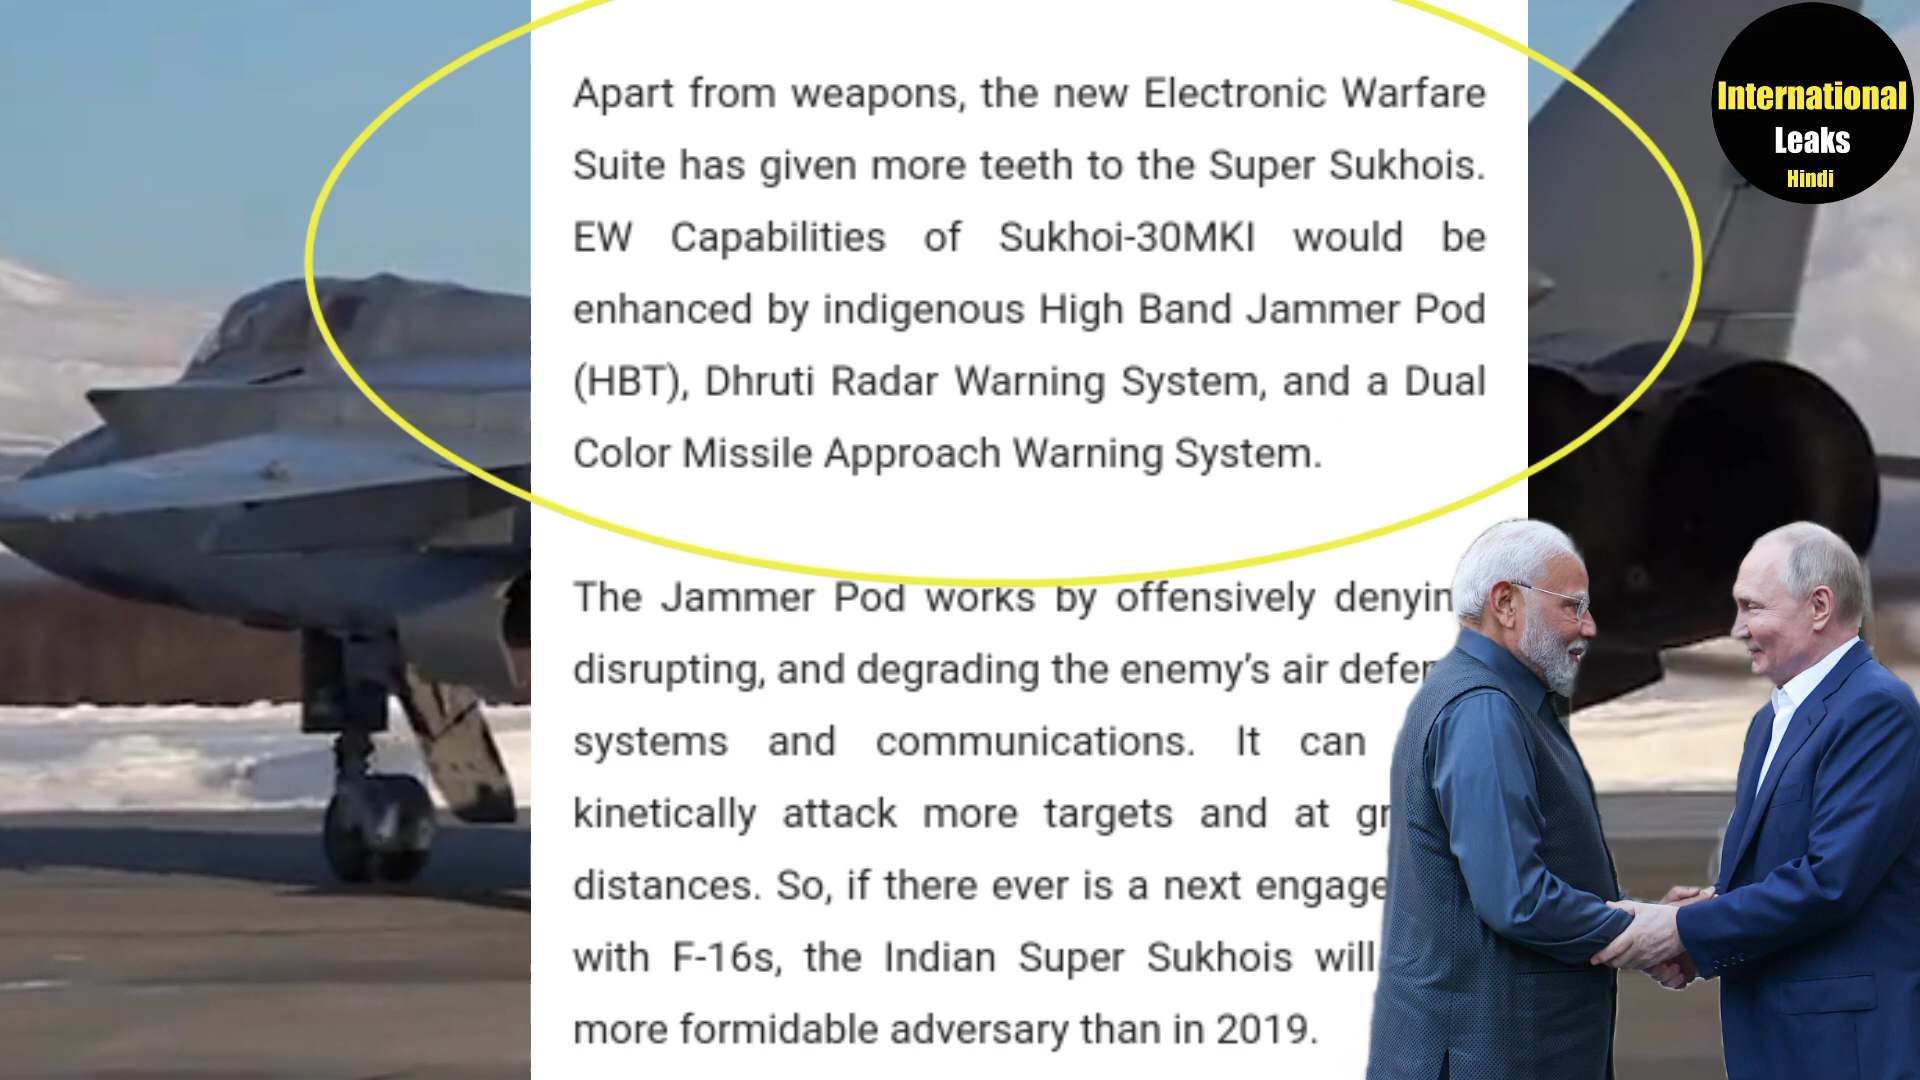 Apart from weapons, the new Electronic Warfare
Suite has given more teeth to the Super Sukhois.
EW Capabilities of Sukhoi-30MKI would be
enhanced by indigenous High Band Jammer Pod
(HBT), Dhruti Radar Warning System, and a Dual
Color Missile Approach Warning System.
The Jammer Pod works by offensively
disrupting, and degrading the enemy’s air
systems and communications. It can
kinetically attack more targets and at
distances. So, if there ever is a next
with F-16s, the Indian Super Sukhois will
more formidable adversary than in 2019.
International
Leaks
Hindi